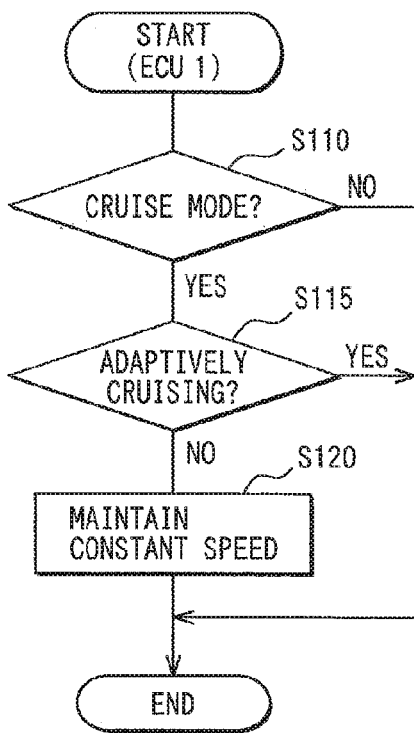 START
(ECU 1)
S110
CRUISE MODE?
NO
YES
S115
ADAPTIVELY
CRUISING?
YES
NO
S120
MAINTAIN
CONSTANT SPEED
END